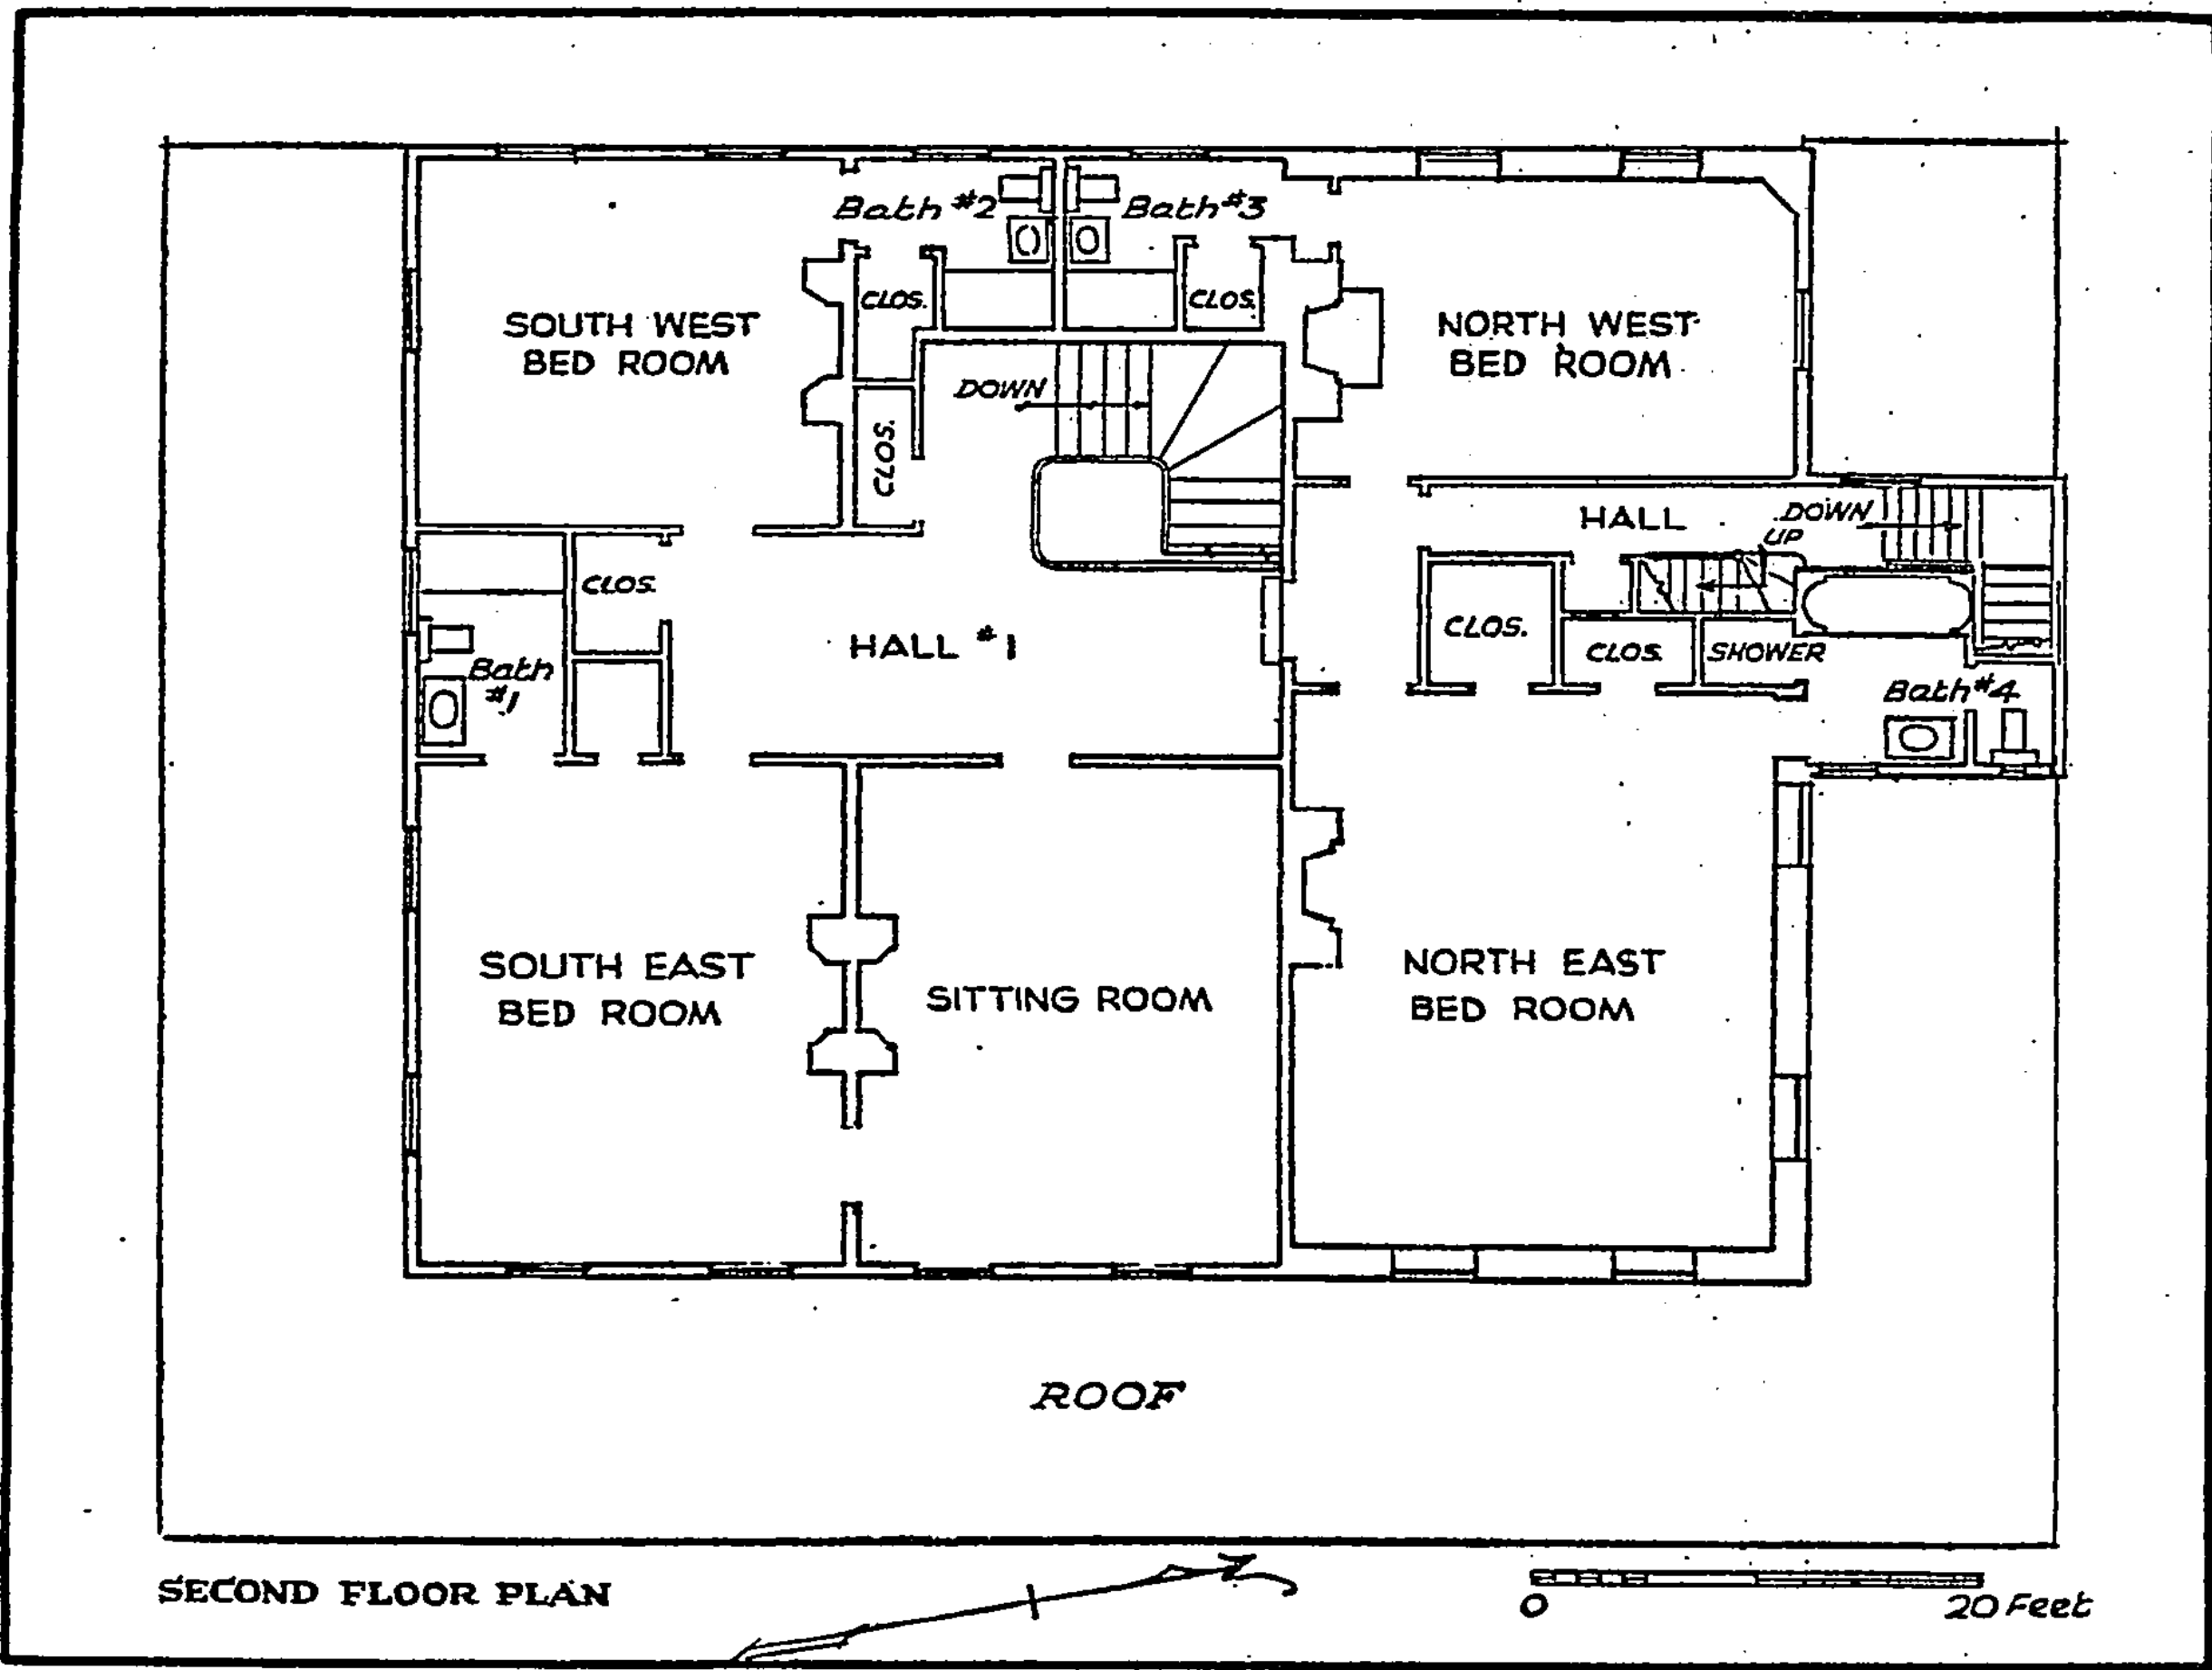 Bath #2
Bath #3
CLOS.
CLOS.
SOUTH WEST
BED ROOM
NORTH WEST
BED ROOM
DOWN
CLOS.
HALL
DOWN
UP
CLOS.
HALL #1
CLOS.
CLOS.
SHOWER
Bath
#1
Bath #4
SOUTH EAST
BED ROOM
SITTING ROOM
NORTH EAST
BED ROOM
ROOF
SECOND FLOOR PLAN
0
20 Feet